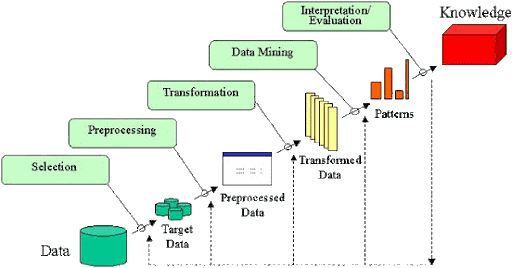 Interpretation/
Evaluation
Knowledge
Data Mining
Transformation
Patterns
Preprocessing
Transformed
Data
Selection
Preprocessed
Data
Target
Data
Data